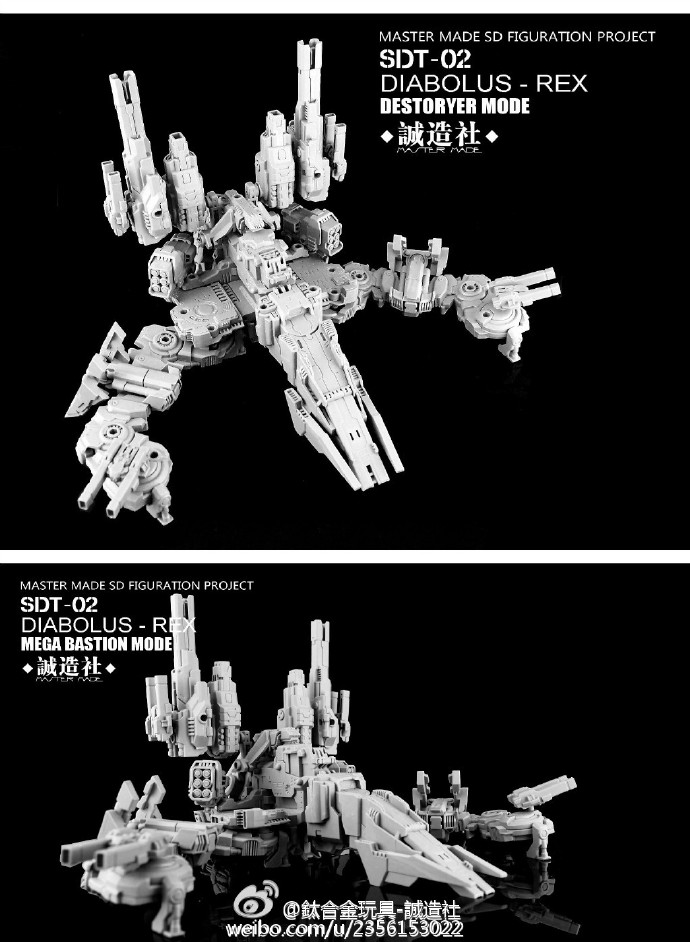 MASTER MADE SD FIGURATION PROJECT
SDT-02
DIABOLUS - REX
DESTORYER MODE
◆誠造社◆
MASTER MADE
MASTER MADE SD FIGURATION PROJECT
SDT-02
DIABOLUS - REX
MEGA BASTION MODE
◆誠造社◆
MASTER MADE
@鈦合金玩具-誠造社
weibo.com/u/2356153022